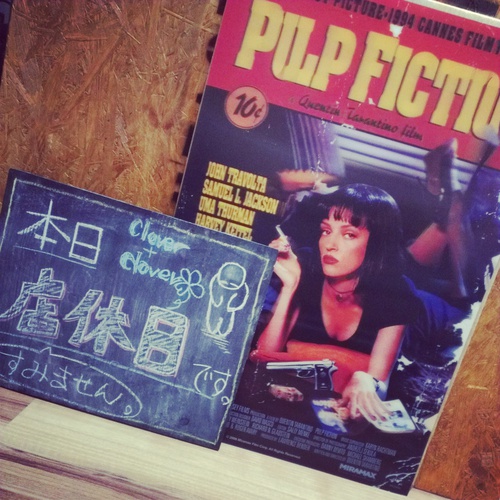 本日
Clever
+
Clover
店休日
です。
すみません。
PICTURE · 1994 CANNES FILM
PULP FICTIO
10¢
a Quentin Tarantino film
JOHN TRAVOLTA
SAMUEL L. JACKSON
UMA THURMAN
HARVEY KEITEL
MIRAMAX